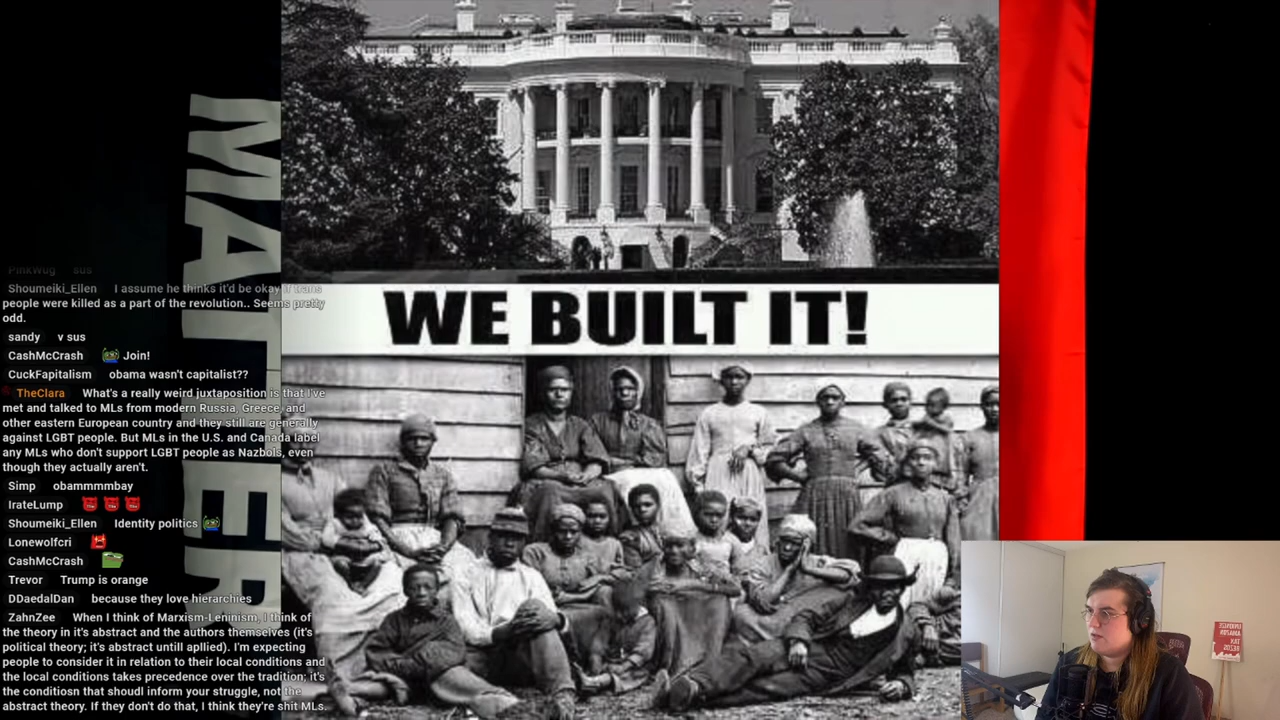 MATTER
WE BUILT IT!
PinkWug sus
Shoumeiki_Ellen I assume he thinks it'd be okay if trans
people were killed as a part of the revolution.. Seems pretty
odd.
sandy v sus
CashMcCrash Join!
CuckFapitalism obama wasn't capitalist??
TheClara What's a really weird juxtaposition is that I've
met and talked to MLs from modern Russia, Greece, and
other eastern European country and they still are generally
against LGBT people. But MLs in the U.S. and Canada label
any MLs who don't support LGBT people as Nazbols, even
though they actually aren't.
Simp obammmmbay
IrateLump
Shoumeiki_Ellen Identity politics
Lonewolfcri
CashMcCrash
Trevor Trump is orange
DDaedalDan because they love hierarchies
ZahnZee When I think of Marxism-Leninism, I think of
the theory in it's abstract and the authors themselves (it's
political theory; it's abstract untill apllied). I'm expecting
people to consider it in relation to their local conditions and
the local conditions takes precedence over the tradition; it's
the conditiosn that shoudl inform your struggle, not the
abstract theory. If they don't do that, I think they're shit MLs.